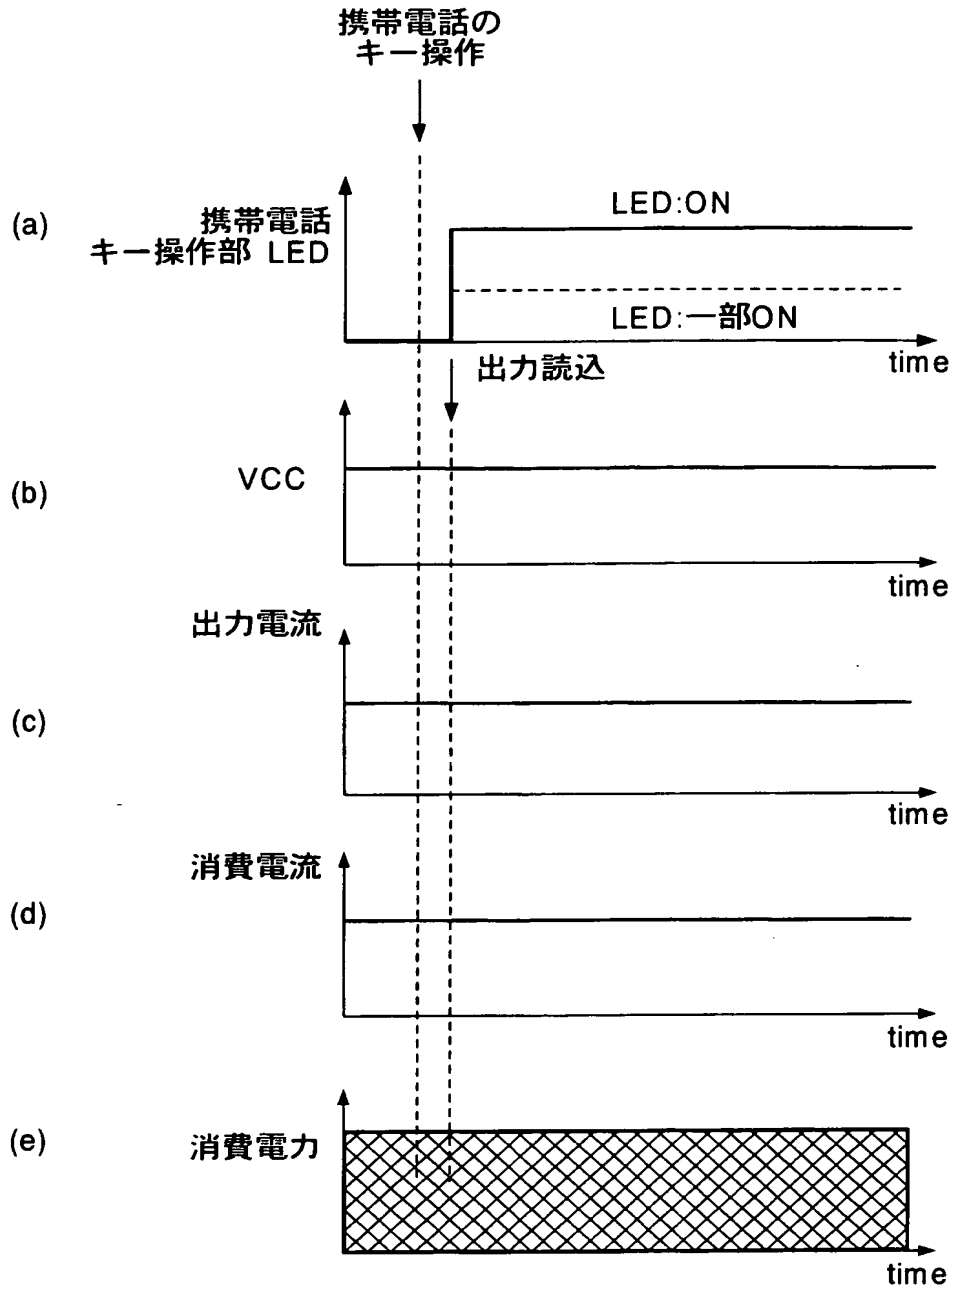 携帯電話の
キー操作
(a)
携帯電話
キー操作部 LED
LED:ON
LED:一部ON
time
出力読込
(b)
VCC
time
出力電流
(c)
time
消費電流
(d)
time
(e)
消費電力
time